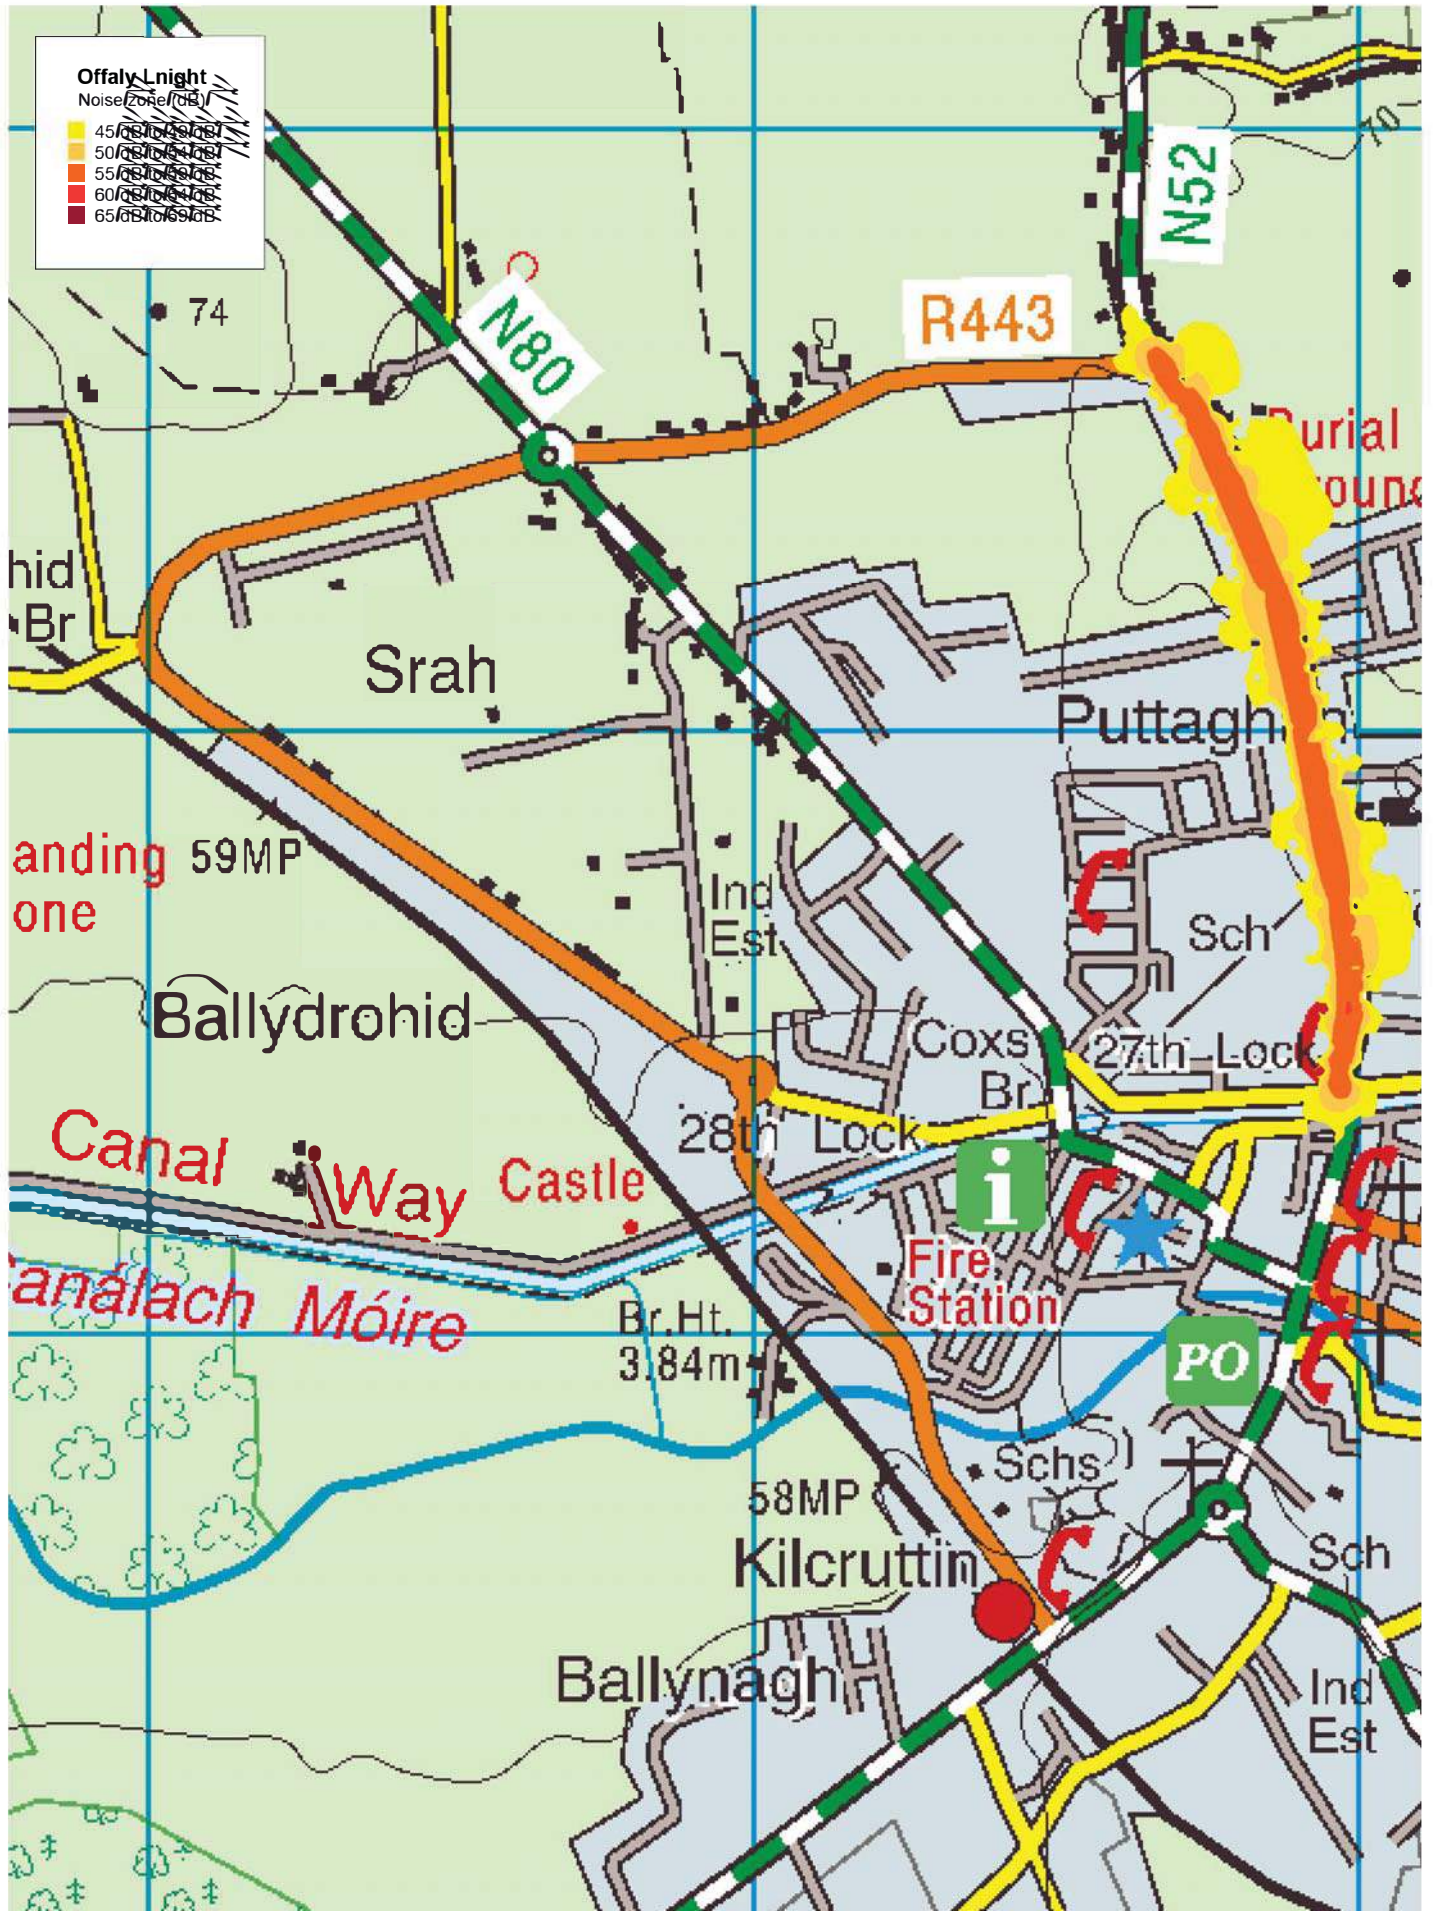 Offaly Lnight
Noise zone (dB)
45 dB to 49 dB
50 dB to 54 dB
55 dB to 59 dB
60 dB to 64 dB
65 dB to 69 dB
70
N52
74
N80
R443
urial
oun
hid
Br
Srah
Puttagh
anding
one
59MP
Ind
Est
Sch
Ballydrohid
Coxs
Br
27th Lock
28th Lock
Canal
Way
Castle
i
Fire
Station
análach Móire
Br.Ht.
3.84m
PO
Schs
58MP
Kilcruttin
Sch
Ballynagh
Ind
Est